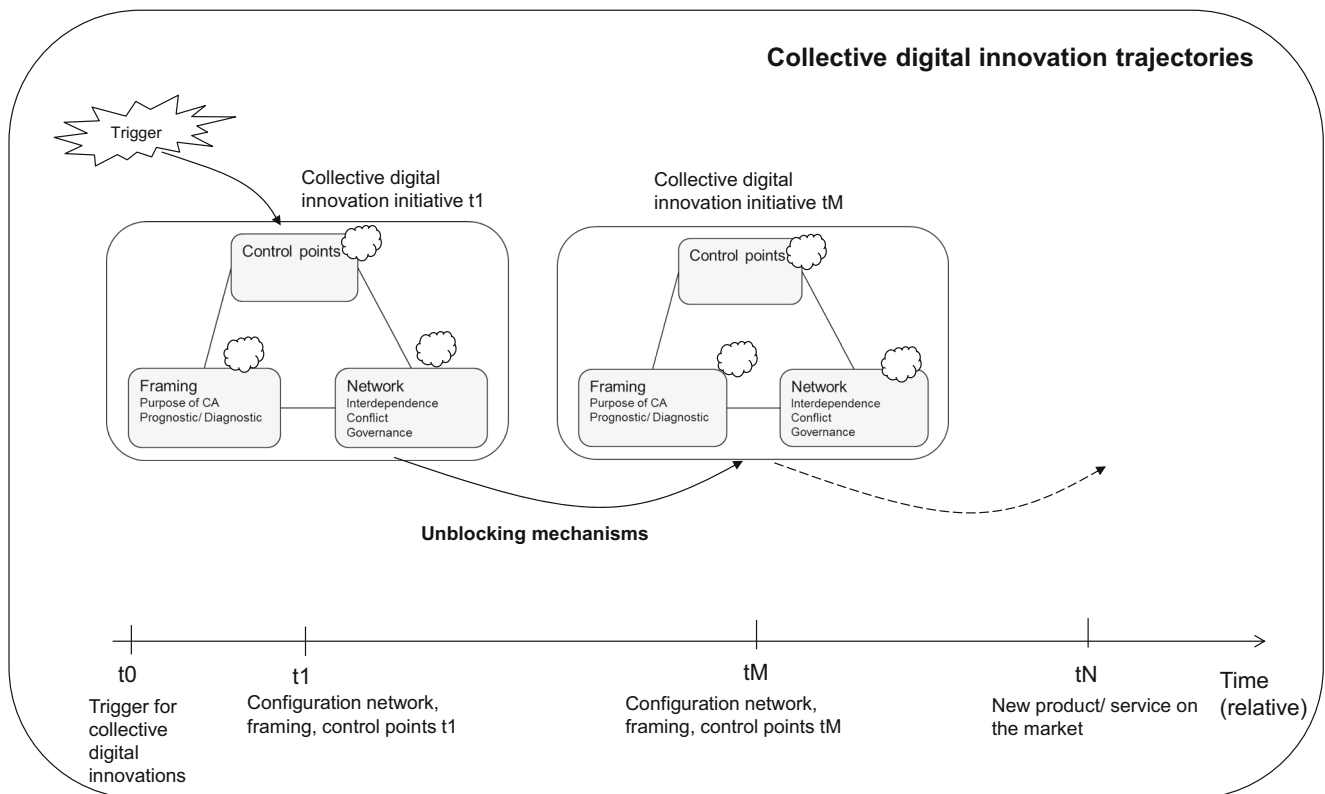 Collective digital innovation trajectories
Trigger
Collective digital
innovation initiative t1
Control points
Framing
Purpose of CA
Prognostic/ Diagnostic
Network
Interdependence
Conflict
Governance
Collective digital
innovation initiative tM
Control points
Framing
Purpose of CA
Prognostic/ Diagnostic
Network
Interdependence
Conflict
Governance
Unblocking mechanisms
t0
Trigger for
collective
digital
innovations
t1
Configuration network,
framing, control points t1
tM
Configuration network,
framing, control points tM
tN
New product/ service on
the market
Time
(relative)